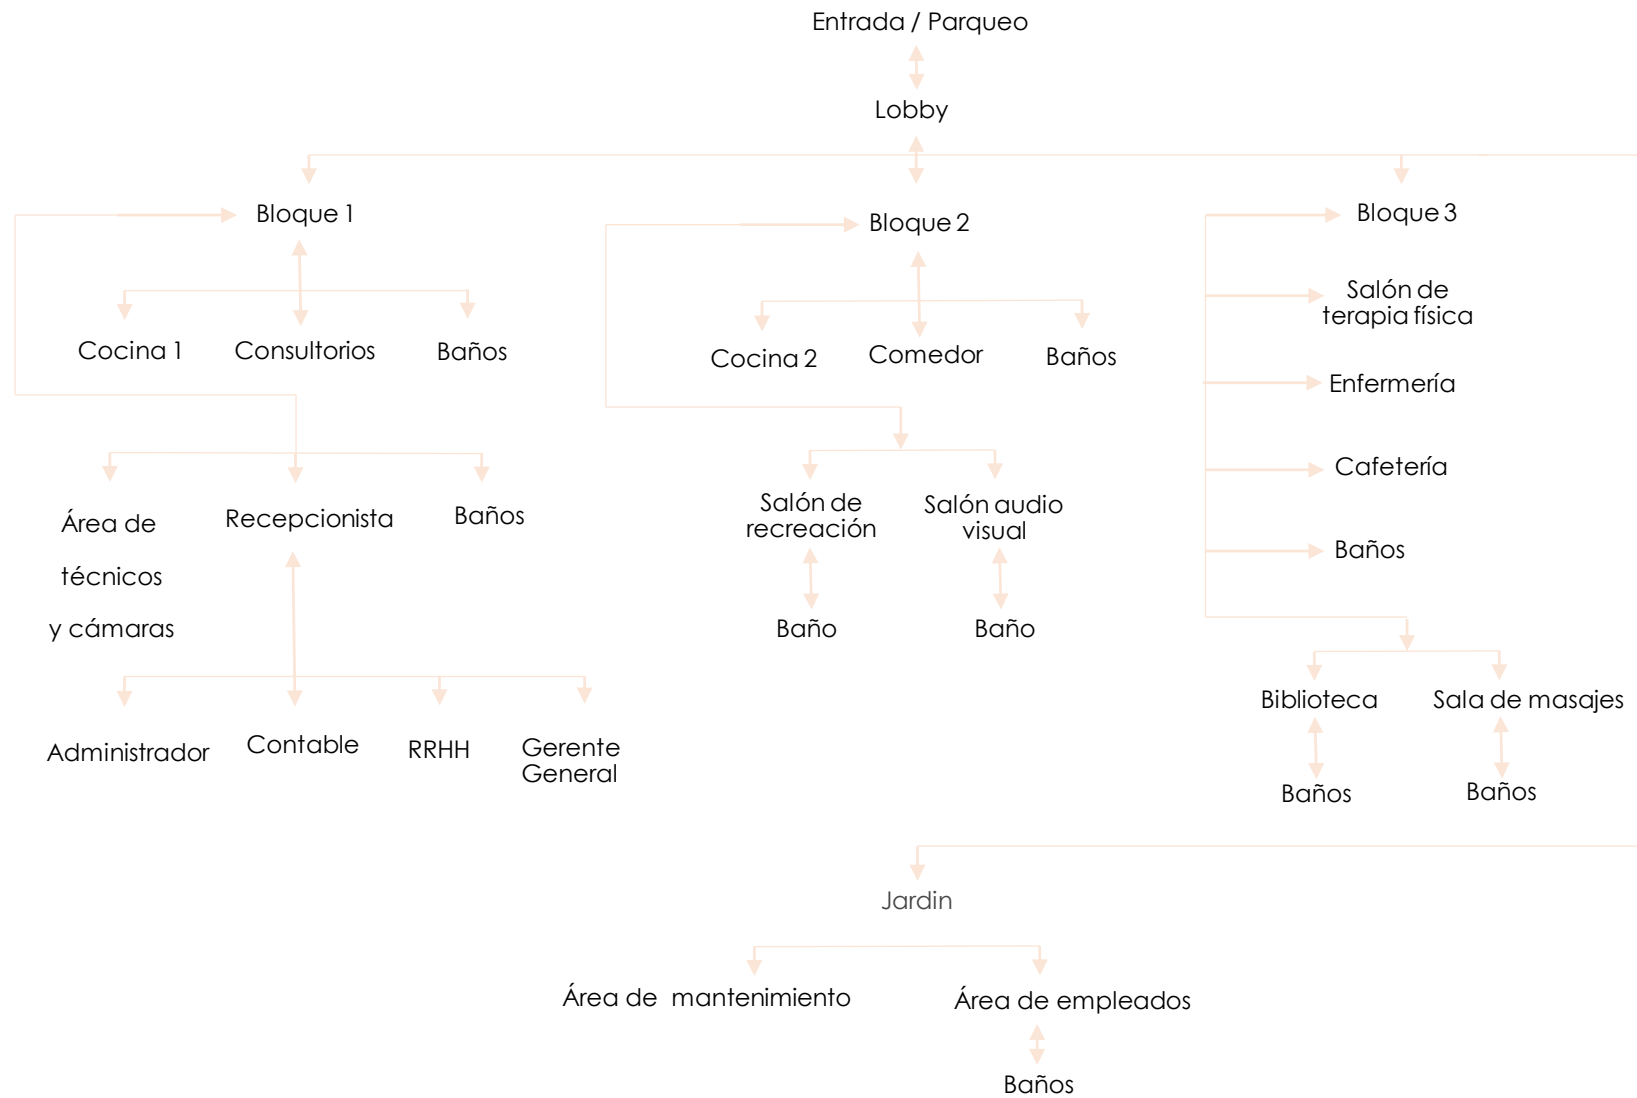 Entrada / Parqueo
Lobby
Bloque 1
Bloque 2
Bloque 3
Cocina 1
Consultorios
Baños
Cocina 2
Comedor
Baños
Salón de
terapia física
Enfermería
Cafetería
Baños
Área de
técnicos
y cámaras
Recepcionista
Baños
Salón de
recreación
Salón audio
visual
Baño
Baño
Biblioteca
Sala de masajes
Baños
Baños
Administrador
Contable
RRHH
Gerente
General
Jardin
Área de mantenimiento
Área de empleados
Baños